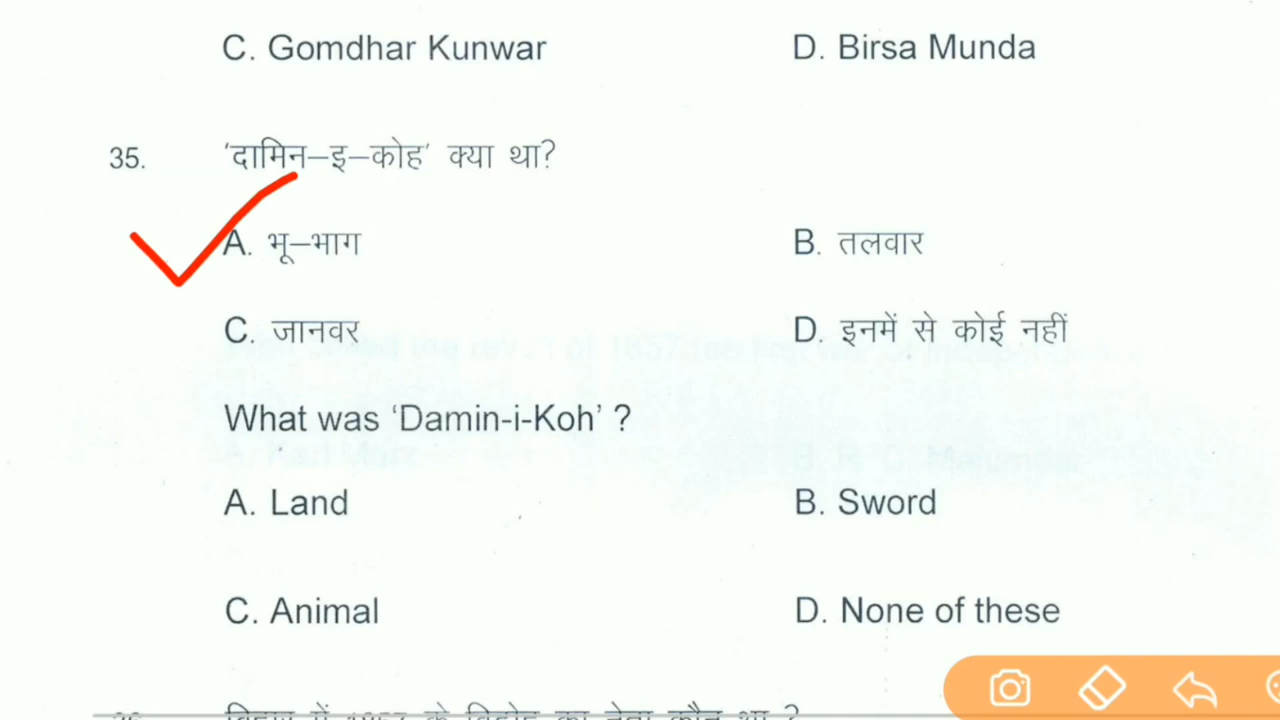 C. Gomdhar Kunwar D. Birsa Munda
35. 'दामिन–इ–कोह' क्या था?
A. भू–भाग B. तलवार
C. जानवर D. इनमें से कोई नहीं
What was 'Damin-i-Koh' ?
A. Land B. Sword
C. Animal D. None of these